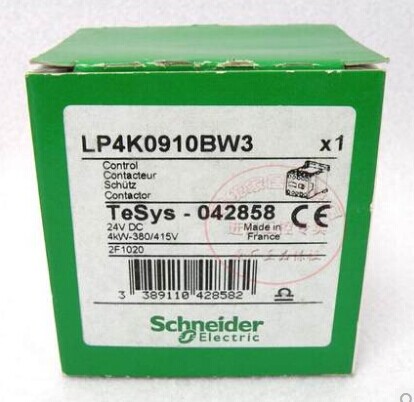 LP4K0910BW3 x1
Control
Contacteur
Schütz
Contactor
TeSys - 042858 CE
24V DC Made in
4kW-380/415V France
2F1020
3 389110 428582
Schneider
Electric